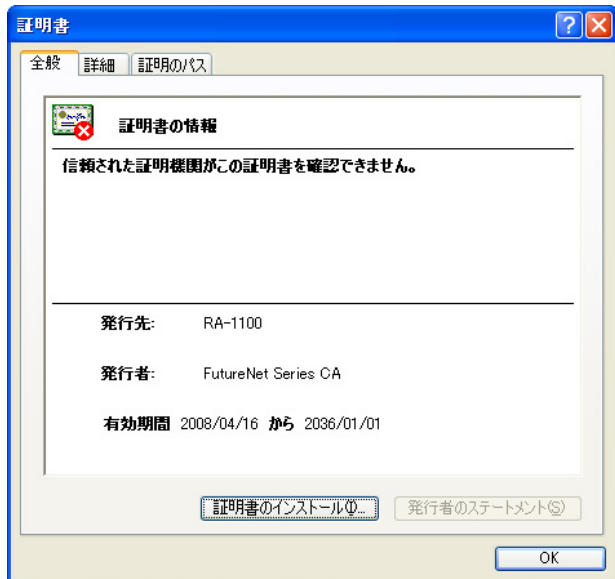 証明書
全般
詳細
証明のパス
証明書の情報
信頼された証明機関がこの証明書を確認できません。
発行先: RA-1100
発行者: FutureNet Series CA
有効期間 2008/04/16 から 2036/01/01
証明書のインストール(I)...
発行者のステートメント(S)
OK